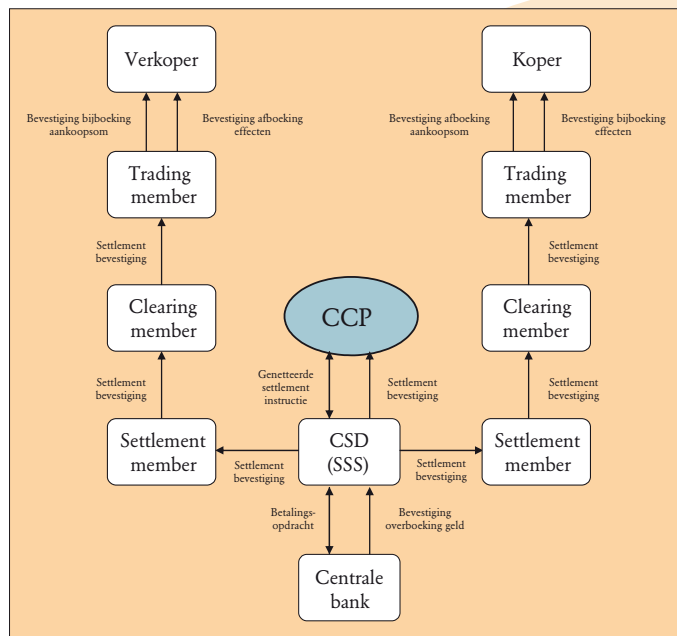 Verkoper
Koper
Bevestiging bijboeking
aankoopsom
Bevestiging afboeking
effecten
Bevestiging afboeking
aankoopsom
Bevestiging bijboeking
effecten
Trading
member
Trading
member
Settlement
bevestiging
Settlement
bevestiging
Clearing
member
CCP
Clearing
member
Settlement
bevestiging
Genetteerde
settlement
instructie
Settlement
bevestiging
Settlement
bevestiging
Settlement
member
CSD
(SSS)
Settlement
member
Settlement
bevestiging
Settlement
bevestiging
Betalings-
opdracht
Bevestiging
overboeking geld
Centrale
bank